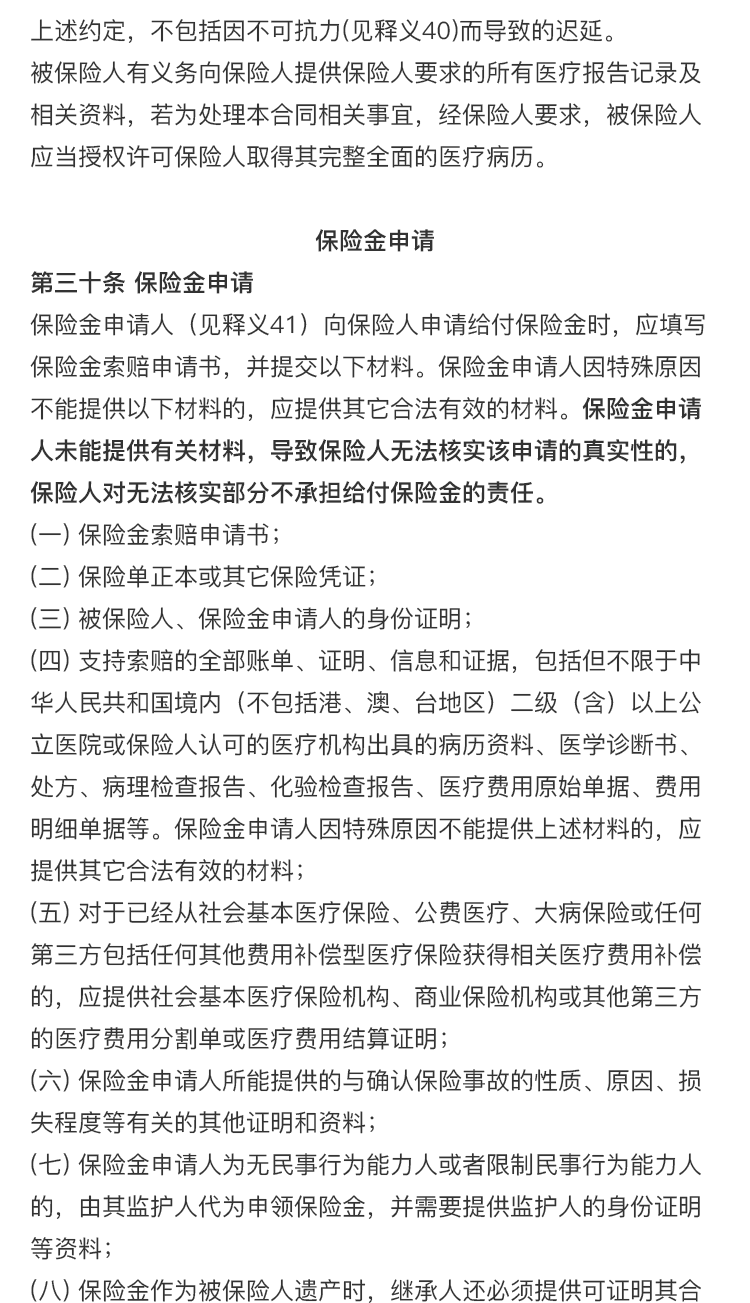 上述约定，不包括因不可抗力(见释义40)而导致的迟延。
被保险人有义务向保险人提供保险人要求的所有医疗报告记录及
相关资料，若为处理本合同相关事宜，经保险人要求，被保险人
应当授权许可保险人取得其完整全面的医疗病历。
保险金申请
第三十条 保险金申请
保险金申请人（见释义41）向保险人申请给付保险金时，应填写
保险金索赔申请书，并提交以下材料。保险金申请人因特殊原因
不能提供以下材料的，应提供其它合法有效的材料。保险金申请
人未能提供有关材料，导致保险人无法核实该申请的真实性的，
保险人对无法核实部分不承担给付保险金的责任。
(一) 保险金索赔申请书；
(二) 保险单正本或其它保险凭证；
(三) 被保险人、保险金申请人的身份证明；
(四) 支持索赔的全部账单、证明、信息和证据，包括但不限于中
华人民共和国境内（不包括港、澳、台地区）二级（含）以上公
立医院或保险人认可的医疗机构出具的病历资料、医学诊断书、
处方、病理检查报告、化验检查报告、医疗费用原始单据、费用
明细单据等。保险金申请人因特殊原因不能提供上述材料的，应
提供其它合法有效的材料；
(五) 对于已经从社会基本医疗保险、公费医疗、大病保险或任何
第三方包括任何其他费用补偿型医疗保险获得相关医疗费用补偿
的，应提供社会基本医疗保险机构、商业保险机构或其他第三方
的医疗费用分割单或医疗费用结算证明；
(六) 保险金申请人所能提供的与确认保险事故的性质、原因、损
失程度等有关的其他证明和资料；
(七) 保险金申请人为无民事行为能力人或者限制民事行为能力人
的，由其监护人代为申领保险金，并需要提供监护人的身份证明
等资料；
(八) 保险金作为被保险人遗产时，继承人还必须提供可证明其合